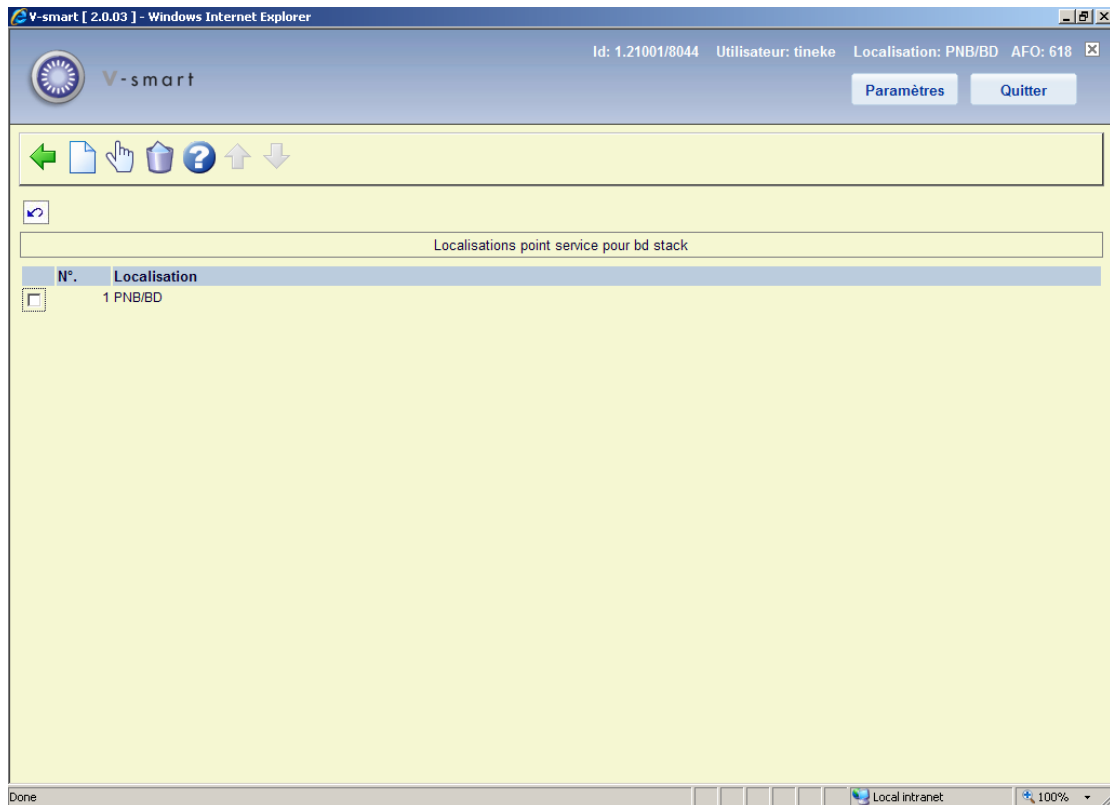 V-smart [ 2.0.03 ] - Windows Internet Explorer
Id: 1.21001/8044 Utilisateur: tineke Localisation: PNB/BD AFO: 618
V-smart
Paramètres Quitter
Localisations point service pour bd stack
N°. Localisation
1 PNB/BD
Done Local intranet 100%